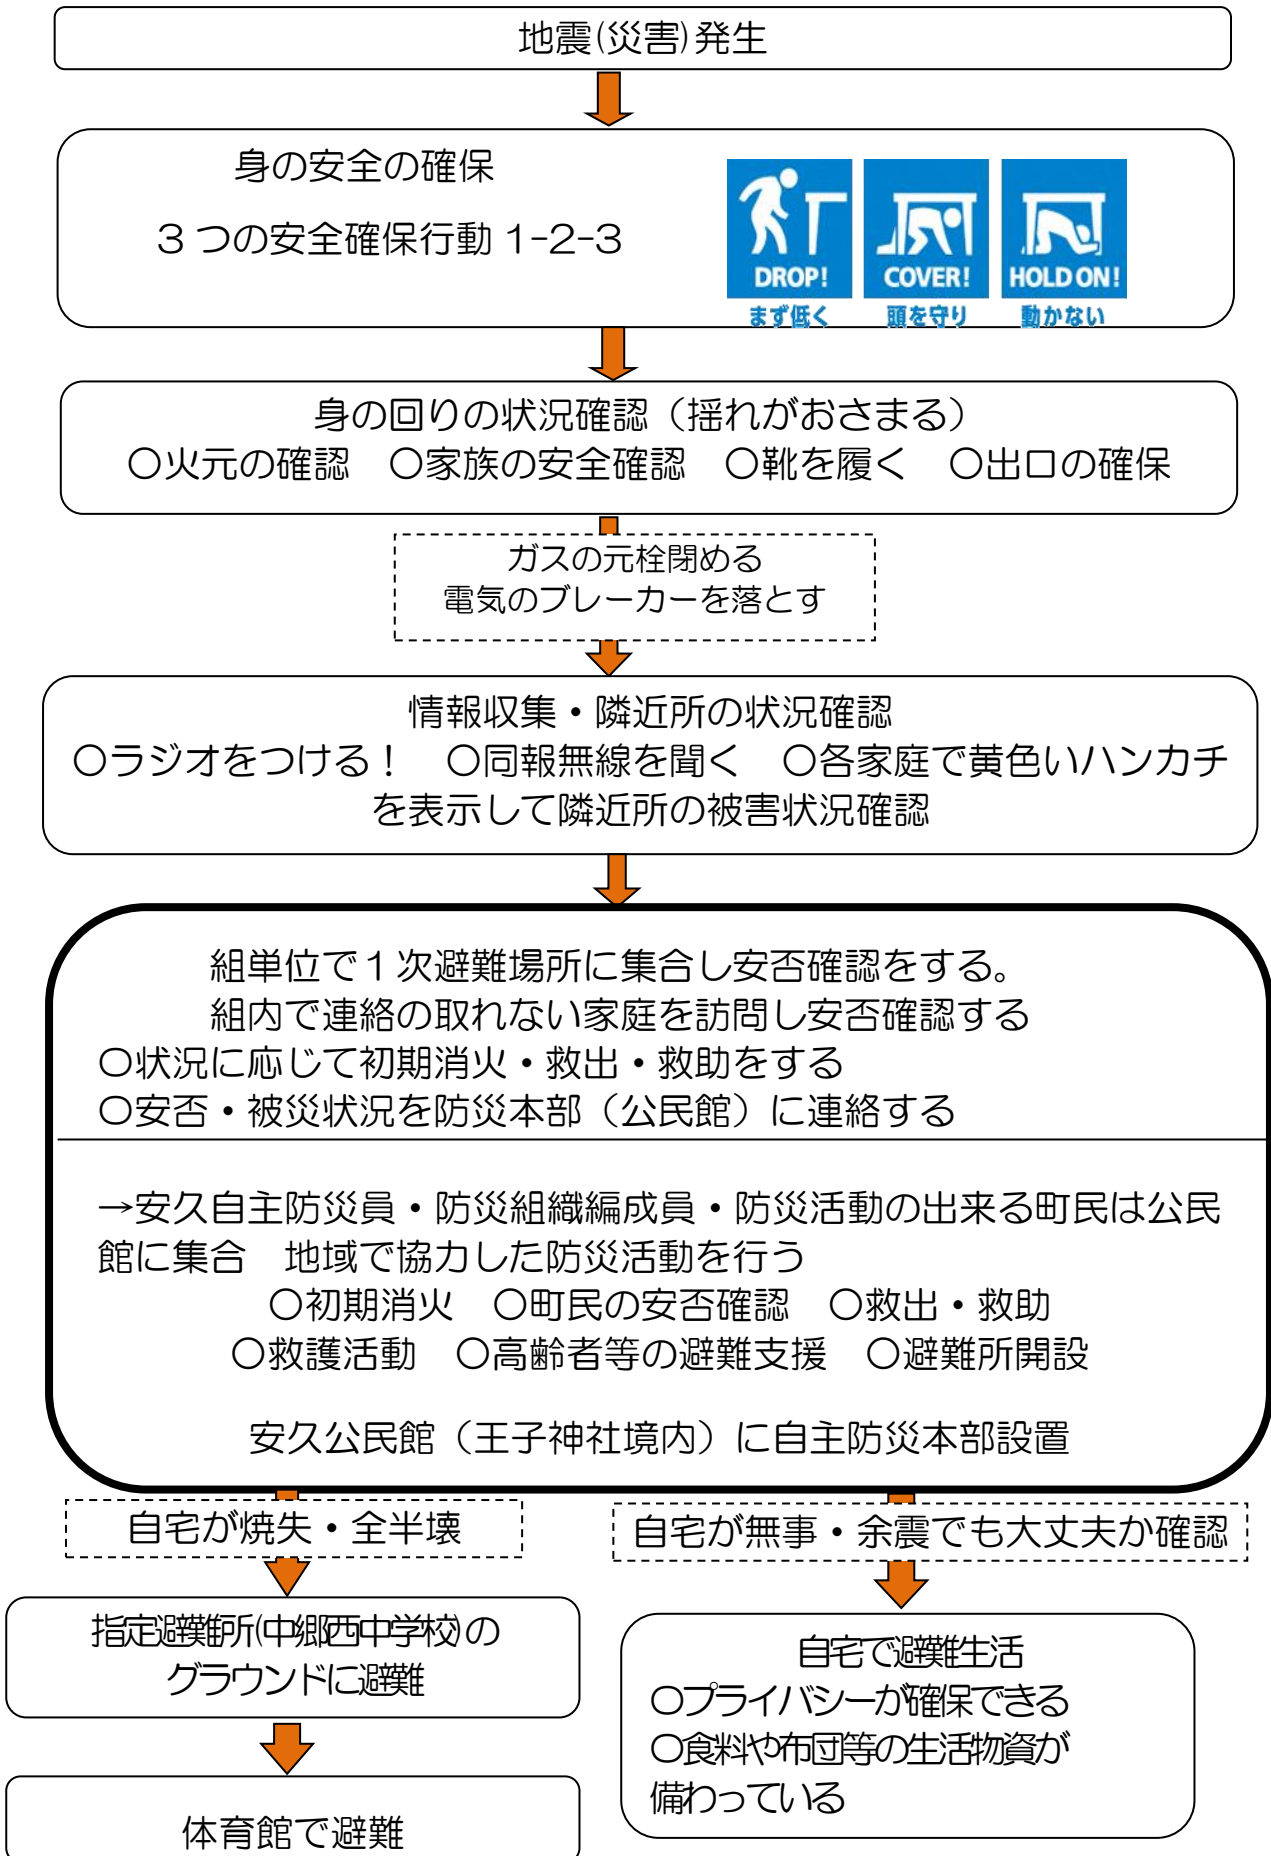 地震(災害)発生
身の安全の確保
3つの安全確保行動1-2-3
DROP! COVER! HOLD ON!
まず低く 頭を守り 動かない
身の回りの状況確認（揺れがおさまる）
○火元の確認　○家族の安全確認　○靴を履く　○出口の確保
ガスの元栓閉める
電気のブレーカーを落とす
情報収集・隣近所の状況確認
○ラジオをつける！　○同報無線を聞く　○各家庭で黄色いハンカチ
を表示して隣近所の被害状況確認
組単位で１次避難場所に集合し安否確認をする。
組内で連絡の取れない家庭を訪問し安否確認する
○状況に応じて初期消火・救出・救助をする
○安否・被災状況を防災本部（公民館）に連絡する
→安久自主防災員・防災組織編成員・防災活動の出来る町民は公民
館に集合　地域で協力した防災活動を行う
○初期消火　○町民の安否確認　○救出・救助
○救護活動　○高齢者等の避難支援　○避難所開設
安久公民館（王子神社境内）に自主防災本部設置
自宅が焼失・全半壊
自宅が無事・余震でも大丈夫か確認
指定避難所(中郷西中学校)の
グラウンドに避難
体育館で避難
自宅で避難生活
○プライバシーが確保できる
○食料や布団等の生活物資が
備わっている